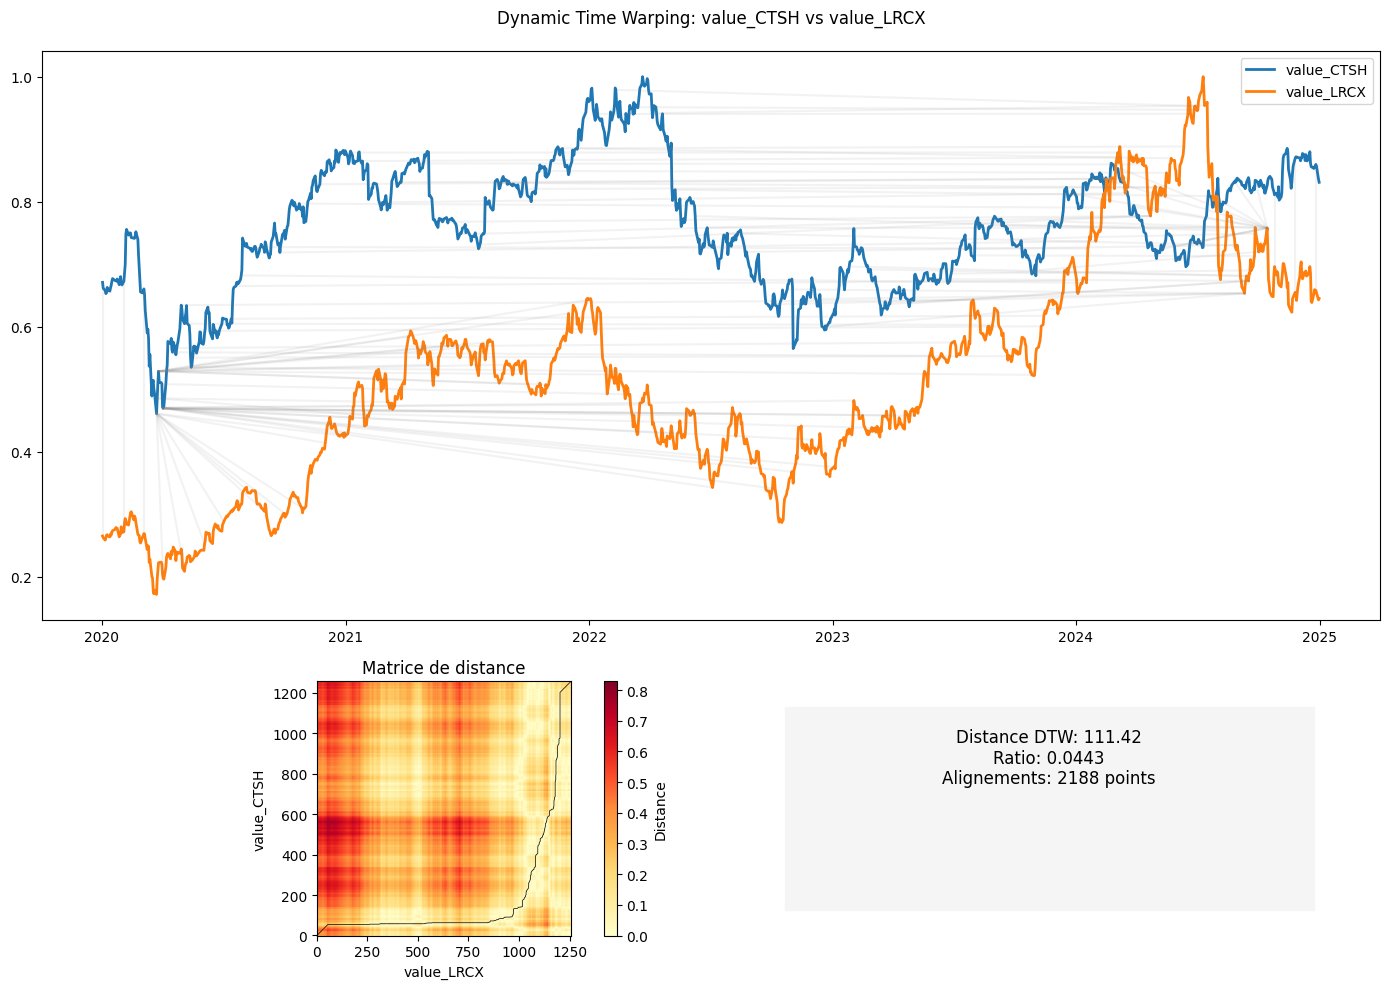 Dynamic Time Warping: value_CTSH vs value_LRCX
value_CTSH
value_LRCX
1.0
0.8
0.6
0.4
0.2
2020 2021 2022 2023 2024 2025
Matrice de distance
value_CTSH
1200
1000
800
600
400
200
0
0 250 500 750 1000 1250
value_LRCX
0.8
0.7
0.6
0.5
0.4
0.3
0.2
0.1
0.0
Distance
Distance DTW: 111.42
Ratio: 0.0443
Alignements: 2188 points